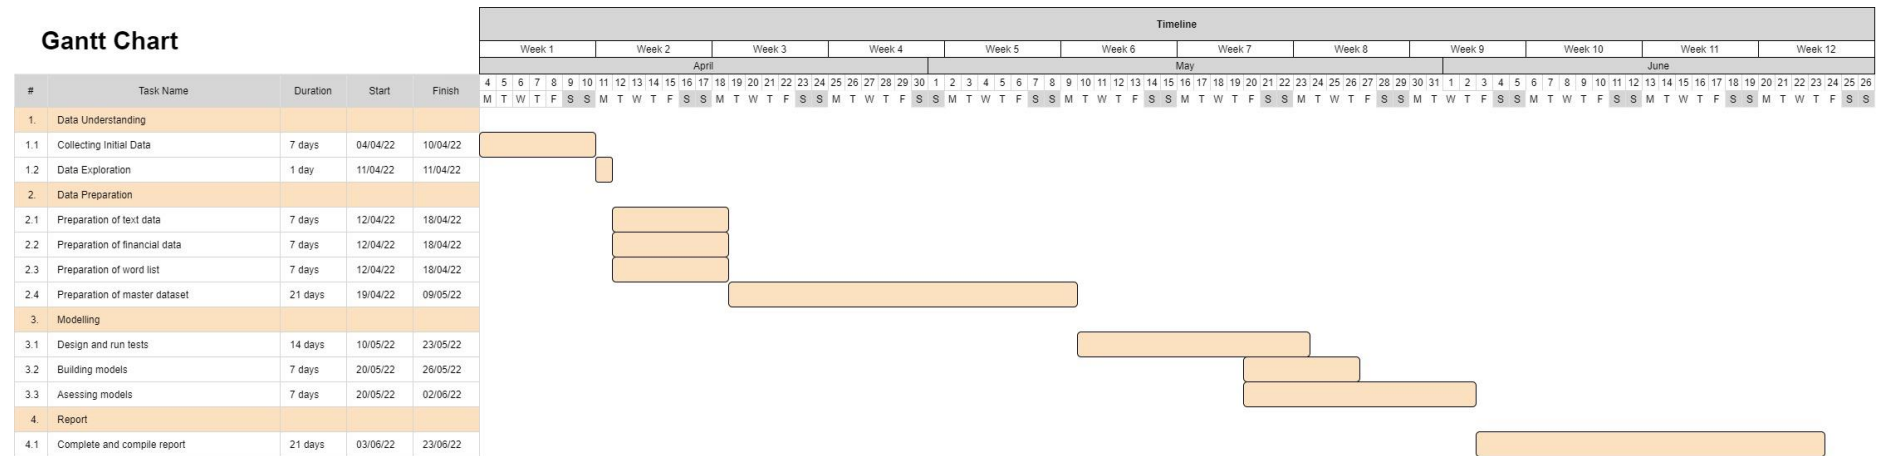 Gantt Chart
Timeline
Week 1 Week 2 Week 3 Week 4 Week 5 Week 6 Week 7 Week 8 Week 9 Week 10 Week 11 Week 12
April May June
# Task Name Duration Start Finish
4 5 6 7 8 9 10 11 12 13 14 15 16 17 18 19 20 21 22 23 24 25 26 27 28 29 30 1 2 3 4 5 6 7 8 9 10 11 12 13 14 15 16 17 18 19 20 21 22 23 24 25 26 27 28 29 30 31 1 2 3 4 5 6 7 8 9 10 11 12 13 14 15 16 17 18 19 20 21 22 23 24 25 26
M T W T F S S M T W T F S S M T W T F S S M T W T F S S M T W T F S S M T W T F S S M T W T F S S M T W T F S S M T W T F S S M T W T F S S M T W T F S S M T W T F S S
1. Data Understanding
1.1 Collecting Initial Data 7 days 04/04/22 10/04/22
1.2 Data Exploration 1 day 11/04/22 11/04/22
2. Data Preparation
2.1 Preparation of text data 7 days 12/04/22 18/04/22
2.2 Preparation of financial data 7 days 12/04/22 18/04/22
2.3 Preparation of word list 7 days 12/04/22 18/04/22
2.4 Preparation of master dataset 21 days 19/04/22 09/05/22
3. Modelling
3.1 Design and run tests 14 days 10/05/22 23/05/22
3.2 Building models 7 days 20/05/22 26/05/22
3.3 Asessing models 7 days 20/05/22 02/06/22
4. Report
4.1 Complete and compile report 21 days 03/06/22 23/06/22